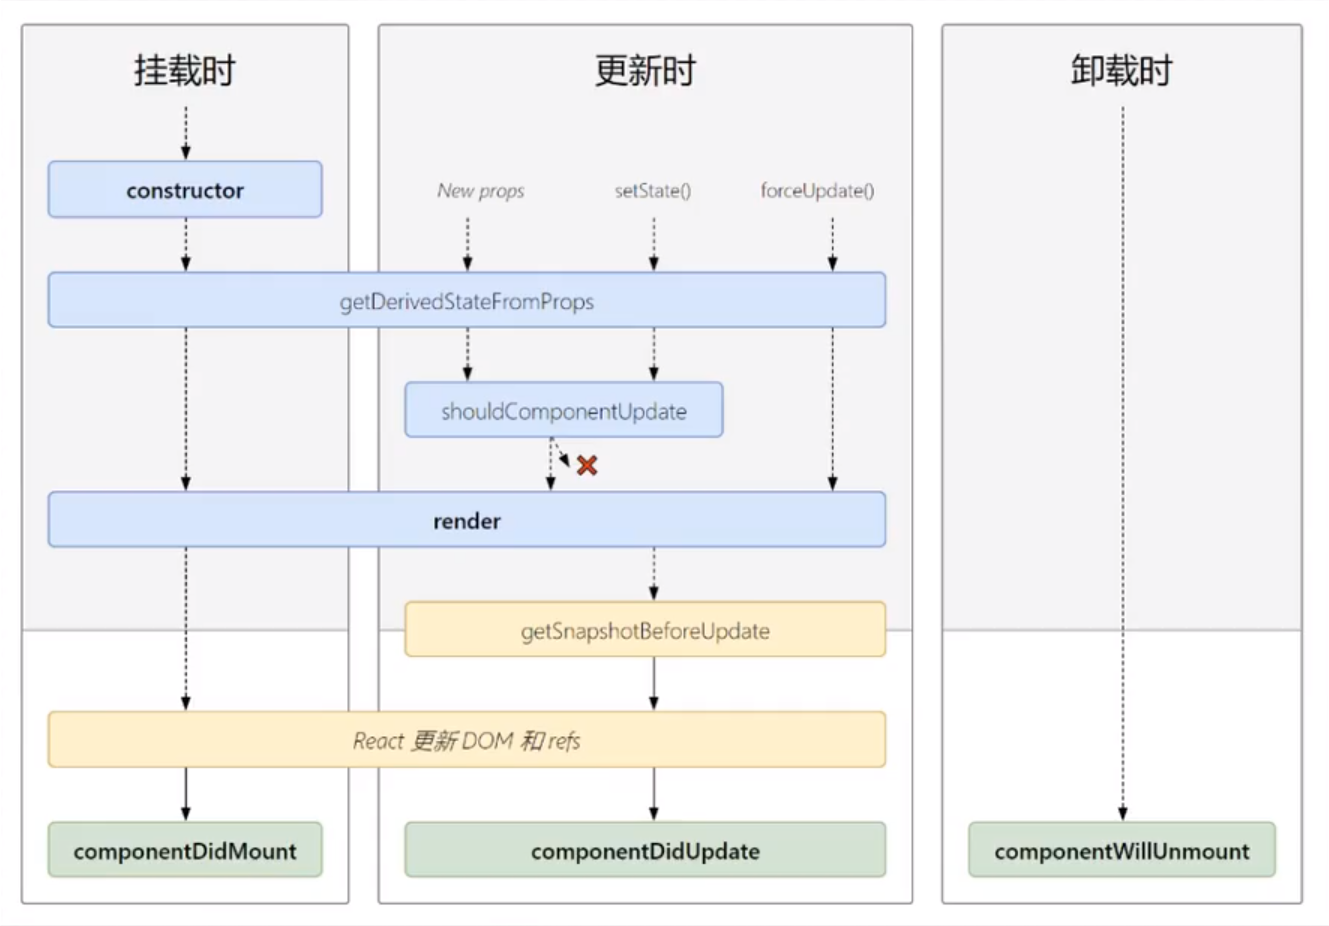 挂载时
更新时
卸载时
constructor
New props
setState()
forceUpdate()
getDerivedStateFromProps
shouldComponentUpdate
render
getSnapshotBeforeUpdate
React 更新 DOM 和 refs
componentDidMount
componentDidUpdate
componentWillUnmount